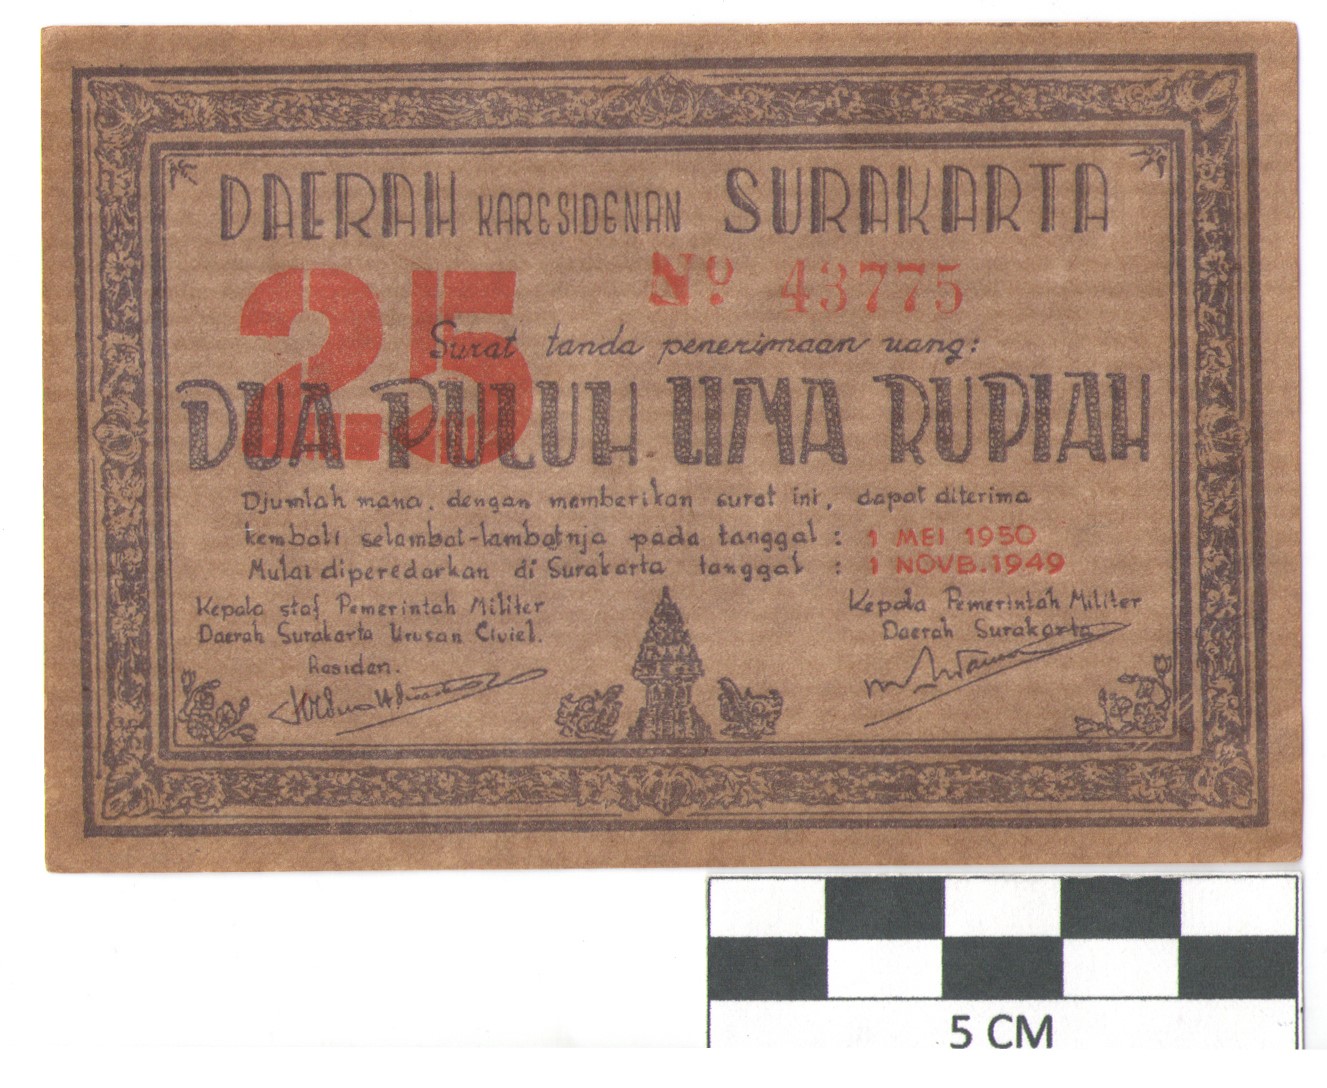 DAERAH KARESIDENAN SURAKARTA
25
No 43775
Surat tanda penerimaan uang:
DUA PULUH LIMA RUPIAH
Djumlah mana, dengan memberikan surat ini, dapat diterima
kembali selambat-lambatnja pada tanggal : 1 MEI 1950
Mulai diperedarkan di Surakarta tanggal : 1 NOVB.1949
Kepala staf Pemerintah Militer
Daerah Surakarta Urusan Civiel.
Residen.
Kepala Pemerintah Militer
Daerah Surakarta
5 CM